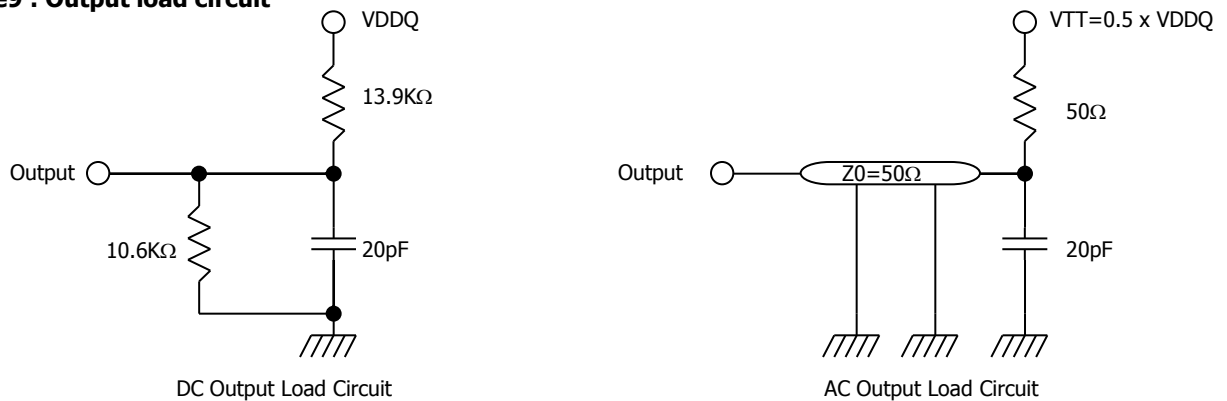 : Output load circuit
VDDQ
13.9KΩ
Output
10.6KΩ
20pF
DC Output Load Circuit
VTT=0.5 x VDDQ
50Ω
Output
Z0=50Ω
20pF
AC Output Load Circuit